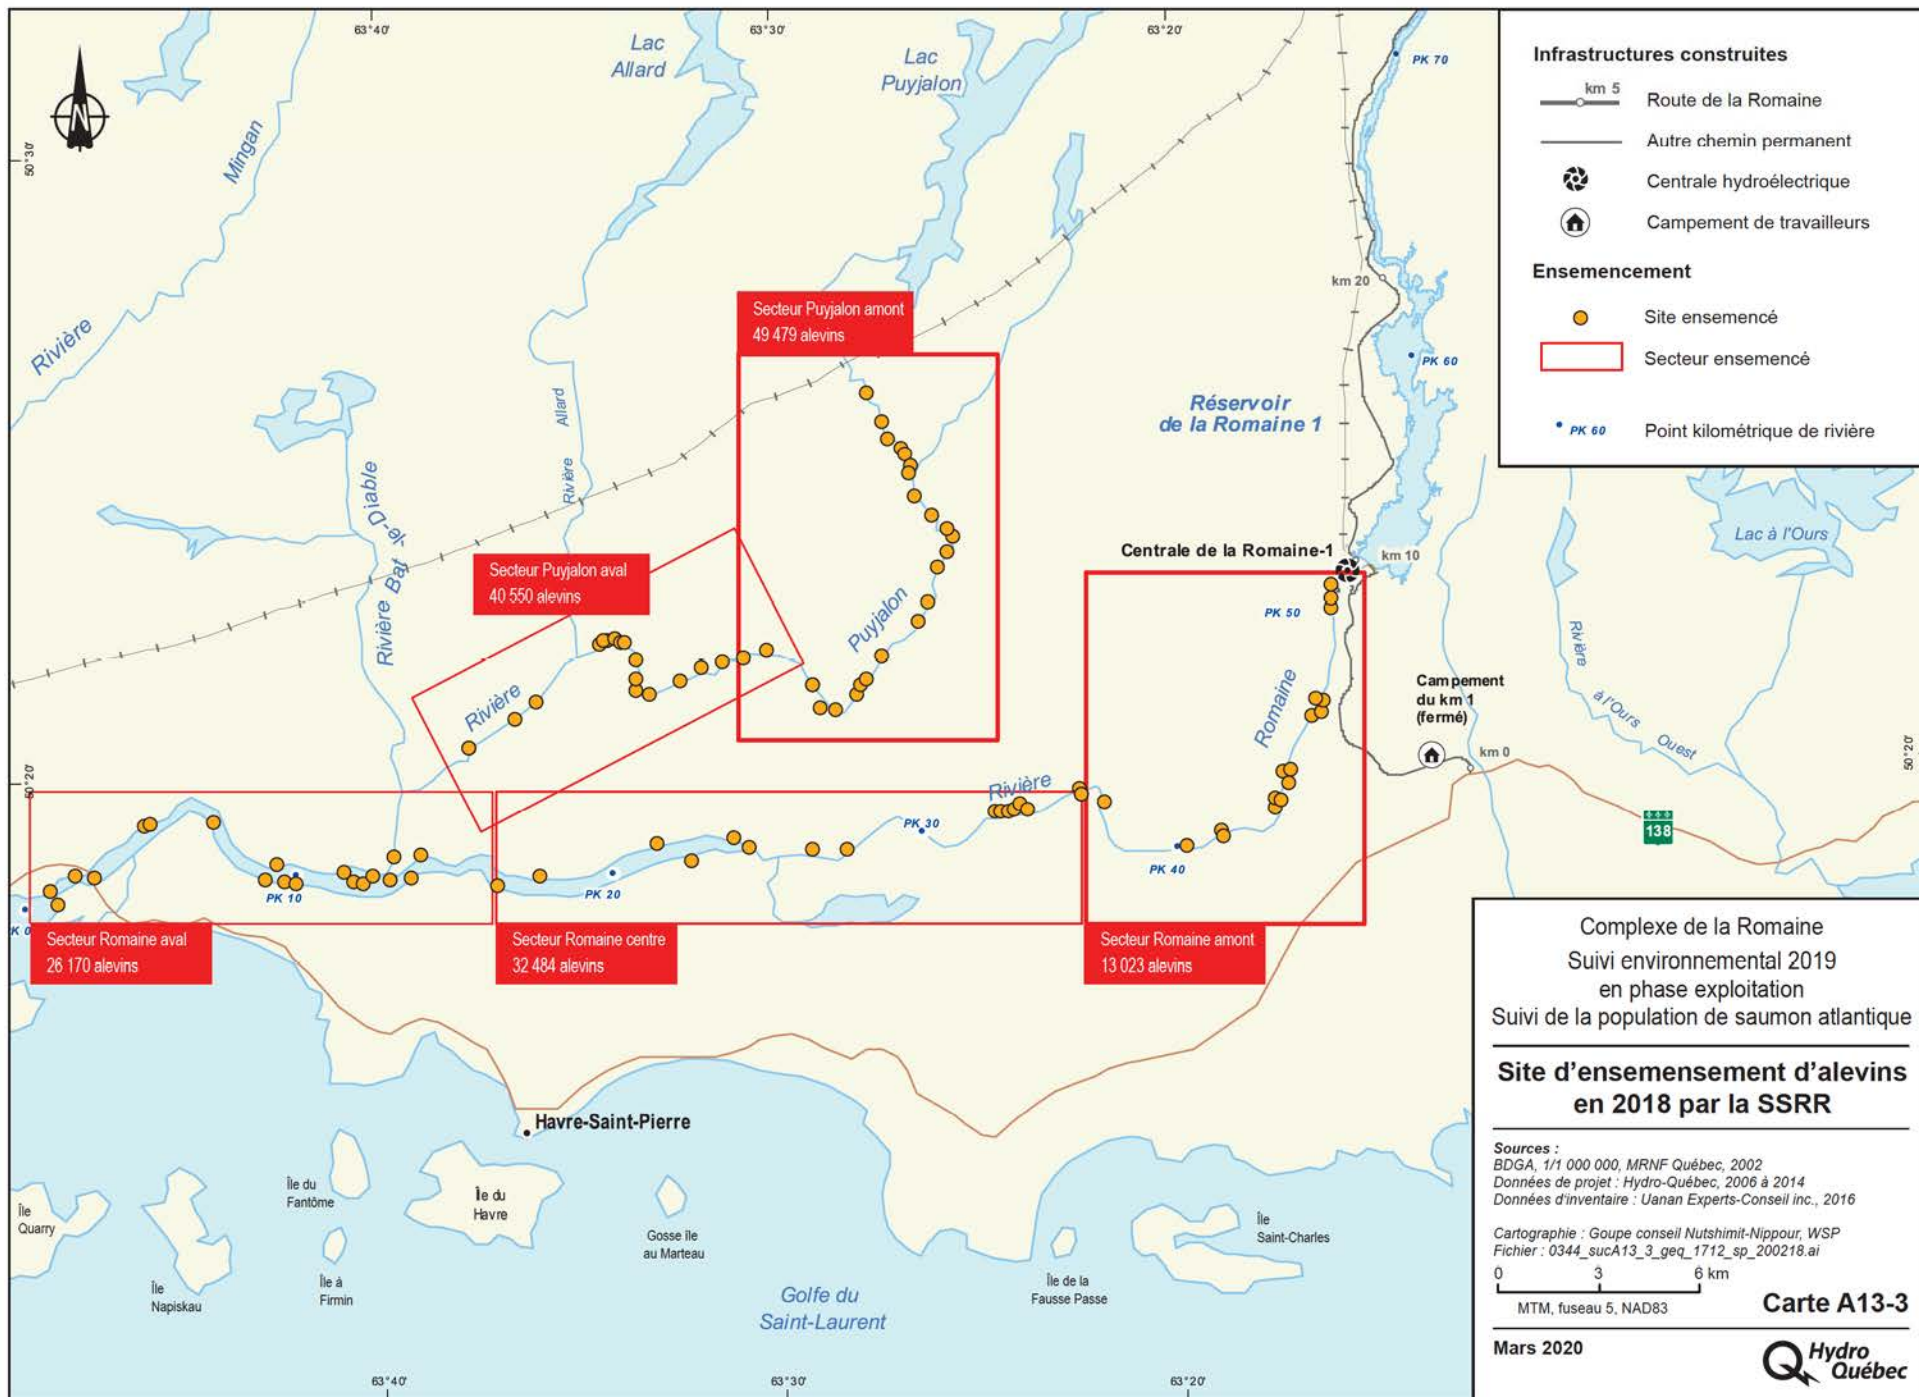 63°40'
63°30'
63°20'
Lac
Allard
Lac
Puyjalon
PK 70
Infrastructures construites
km 5
Route de la Romaine
Autre chemin permanent
Centrale hydroélectrique
Campement de travailleurs
Ensemencement
Site ensemencé
Secteur ensemencé
PK 60
Point kilométrique de rivière
N
50°30'
Rivière
Mingan
km 20
PK 60
Secteur Puyjalon amont
49 479 alevins
Réservoir
de la Romaine 1
Rivière
Allard
Rivière Bat-le-Diable
Lac à l'Ours
Centrale de la Romaine-1
km 10
Secteur Puyjalon aval
40 550 alevins
Rivière
Puyjalon
PK 50
Romaine
Rivière
à l'Ours
Ouest
Campement
du km 1
(fermé)
km 0
50°20'
50°20'
Rivière
PK 30
138
PK 40
PK 20
PK 10
PK 0
Secteur Romaine aval
26 170 alevins
Secteur Romaine centre
32 484 alevins
Secteur Romaine amont
13 023 alevins
Havre-Saint-Pierre
Île
Quarry
Île
Napiskau
Île du
Fantôme
Île à
Firmin
Île du
Havre
Gosse île
au Marteau
Île de la
Fausse Passe
Île
Saint-Charles
Golfe du
Saint-Laurent
63°40'
63°30'
63°20'
Complexe de la Romaine
Suivi environnemental 2019
en phase exploitation
Suivi de la population de saumon atlantique
Site d'ensemensement d'alevins
en 2018 par la SSRR
Sources :
BDGA, 1/1 000 000, MRNF Québec, 2002
Données de projet : Hydro-Québec, 2006 à 2014
Données d'inventaire : Uanan Experts-Conseil inc., 2016
Cartographie : Goupe conseil Nutshimit-Nippour, WSP
Fichier : 0344_sucA13_3_geq_1712_sp_200218.ai
0 3 6 km
MTM, fuseau 5, NAD83
Carte A13-3
Mars 2020
Hydro
Québec